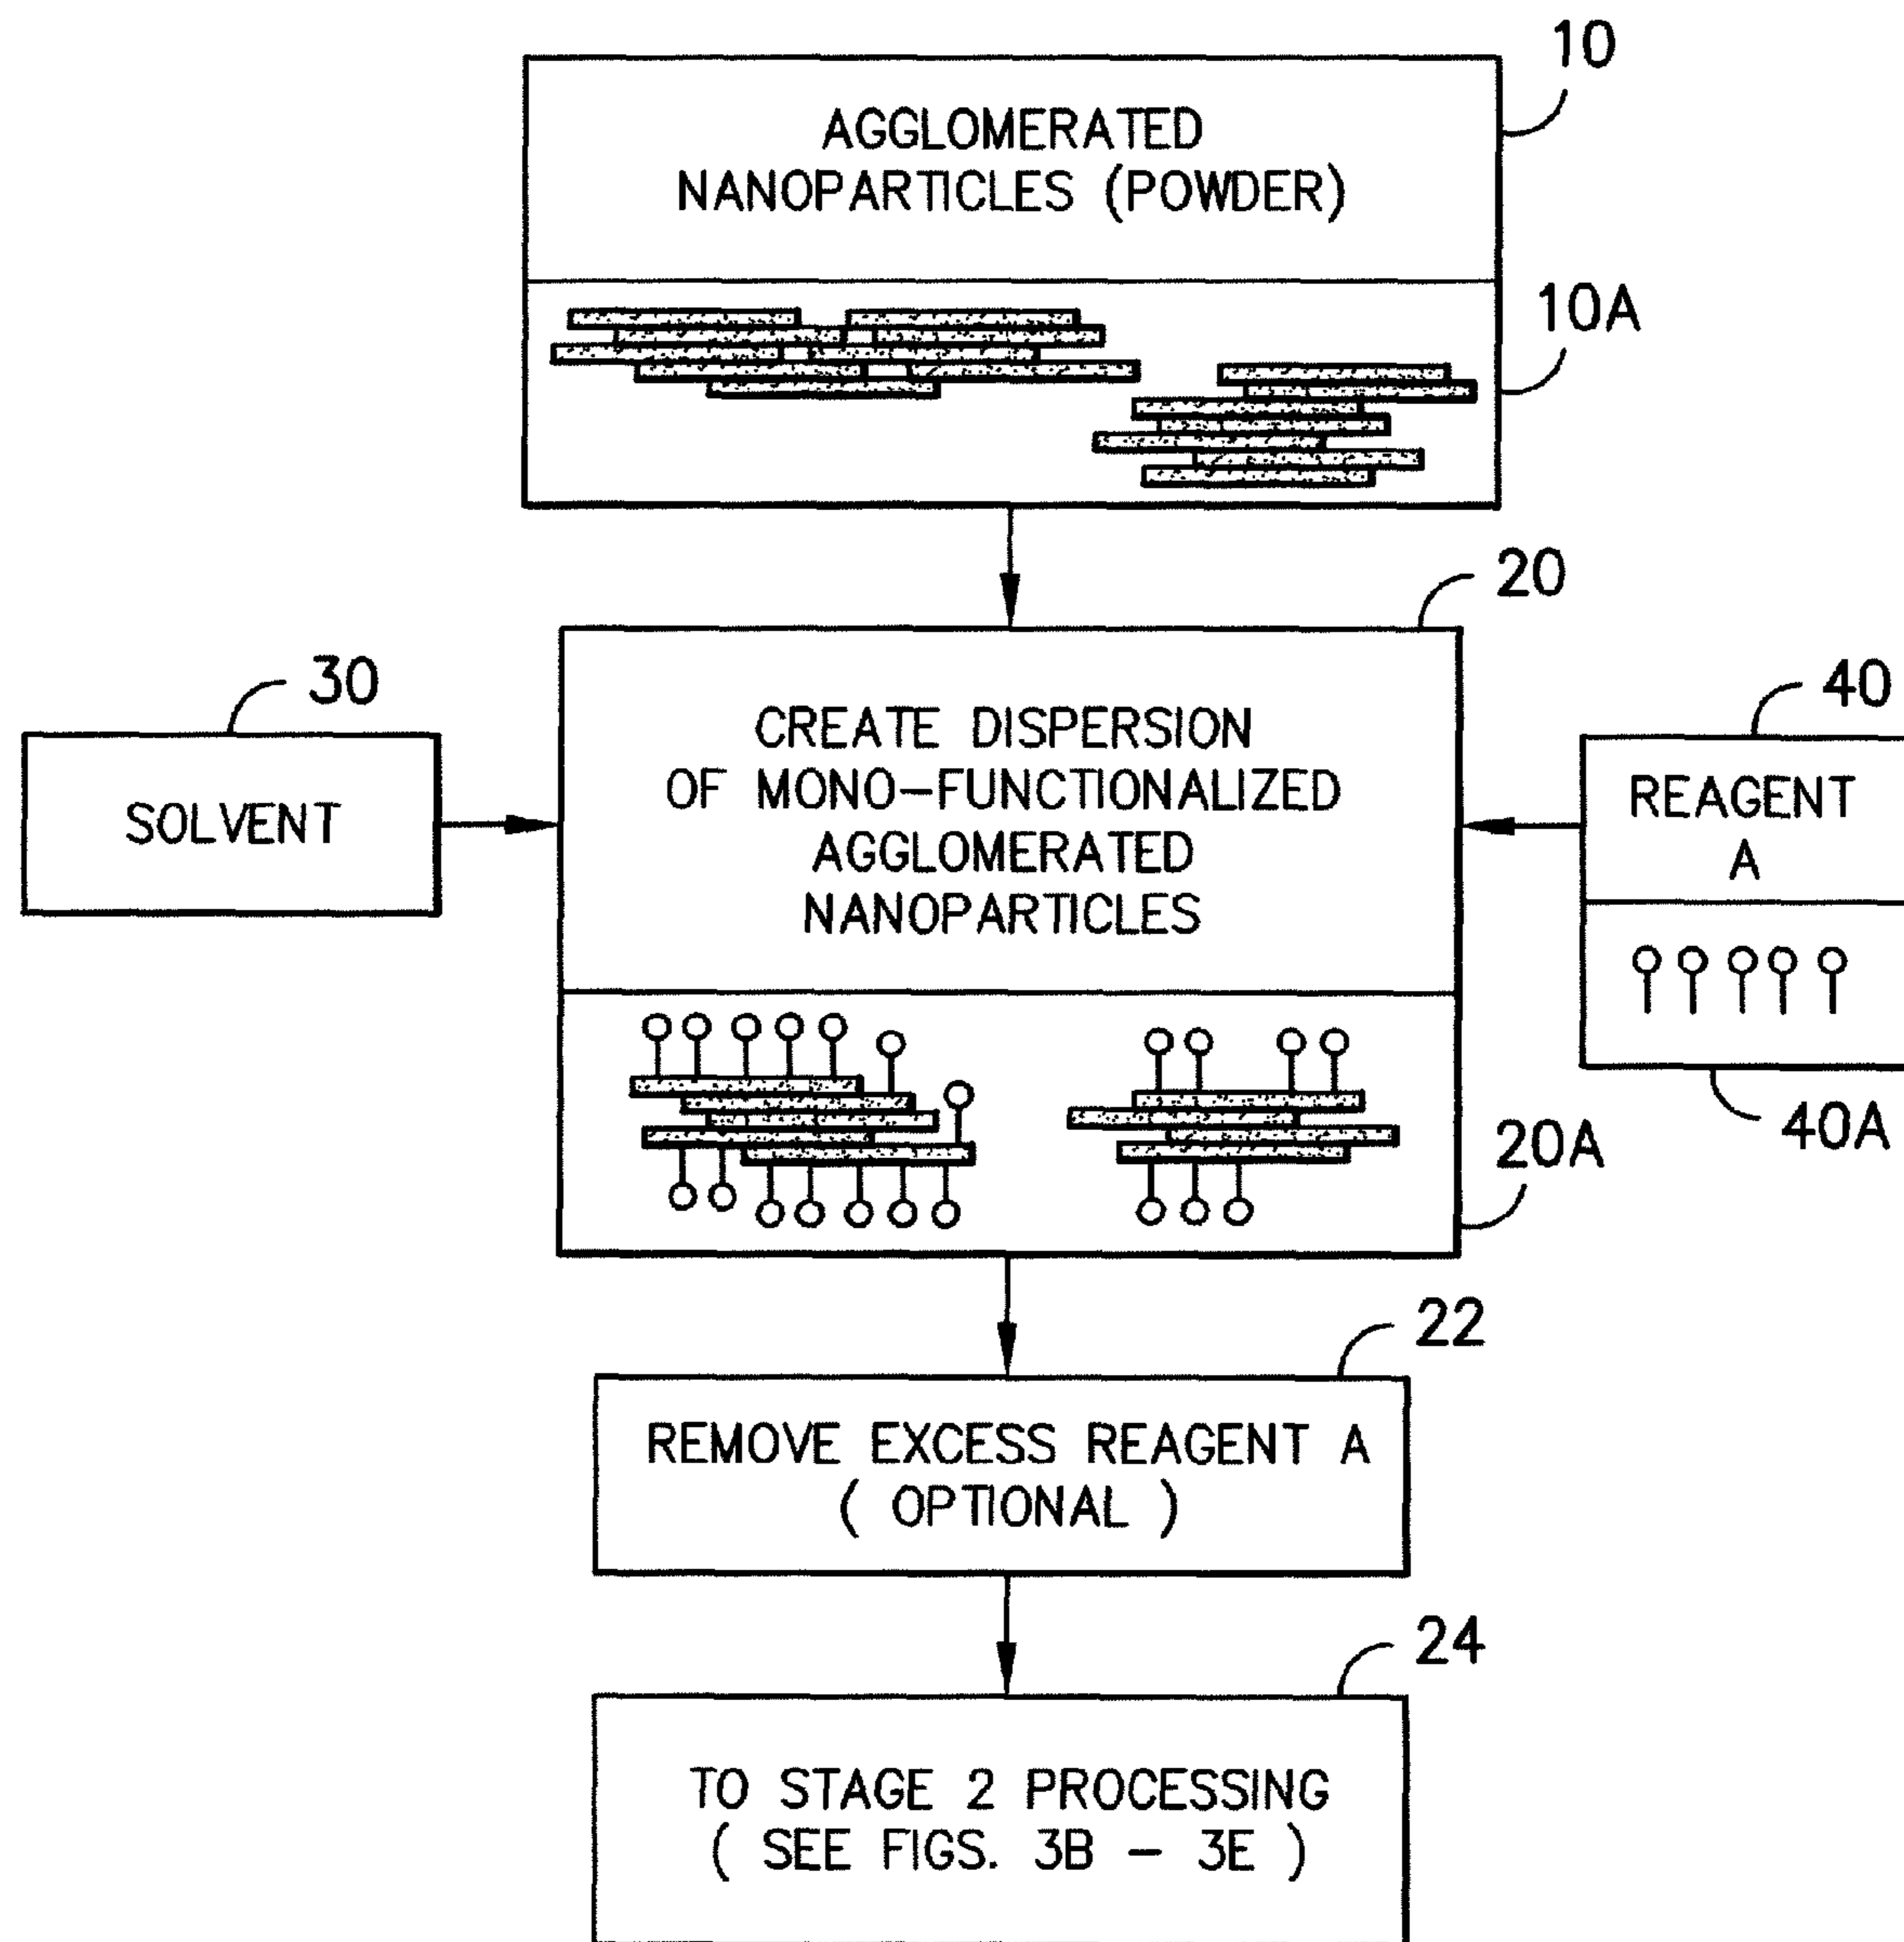 10
AGGLOMERATED
NANOPARTICLES (POWDER)
10A
20
30
SOLVENT
CREATE DISPERSION
OF MONO-FUNCTIONALIZED
AGGLOMERATED
NANOPARTICLES
40
REAGENT
A
40A
20A
22
REMOVE EXCESS REAGENT A
( OPTIONAL )
24
TO STAGE 2 PROCESSING
( SEE FIGS. 3B - 3E )